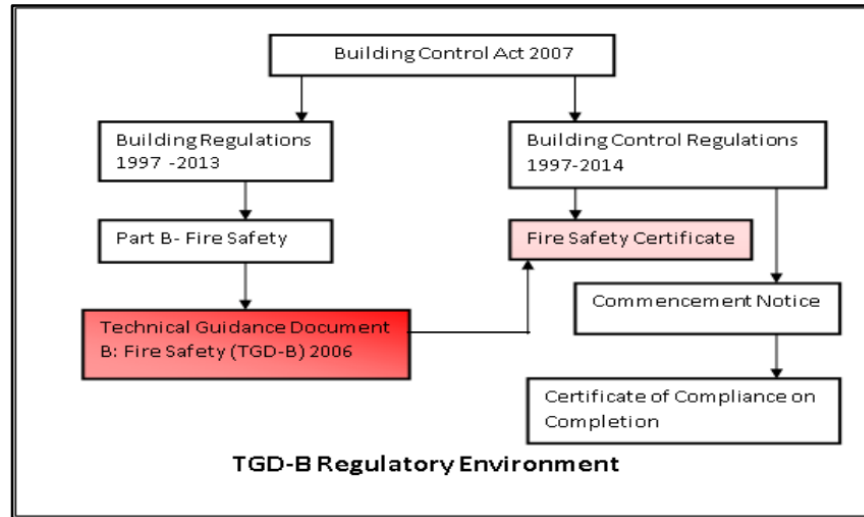 Building Control Act 2007
Building Regulations
1997 -2013
Building Control Regulations
1997-2014
Part B- Fire Safety
Fire Safety Certificate
Commencement Notice
Technical Guidance Document
B: Fire Safety (TGD-B) 2006
Certificate of Compliance on
Completion
TGD-B Regulatory Environment